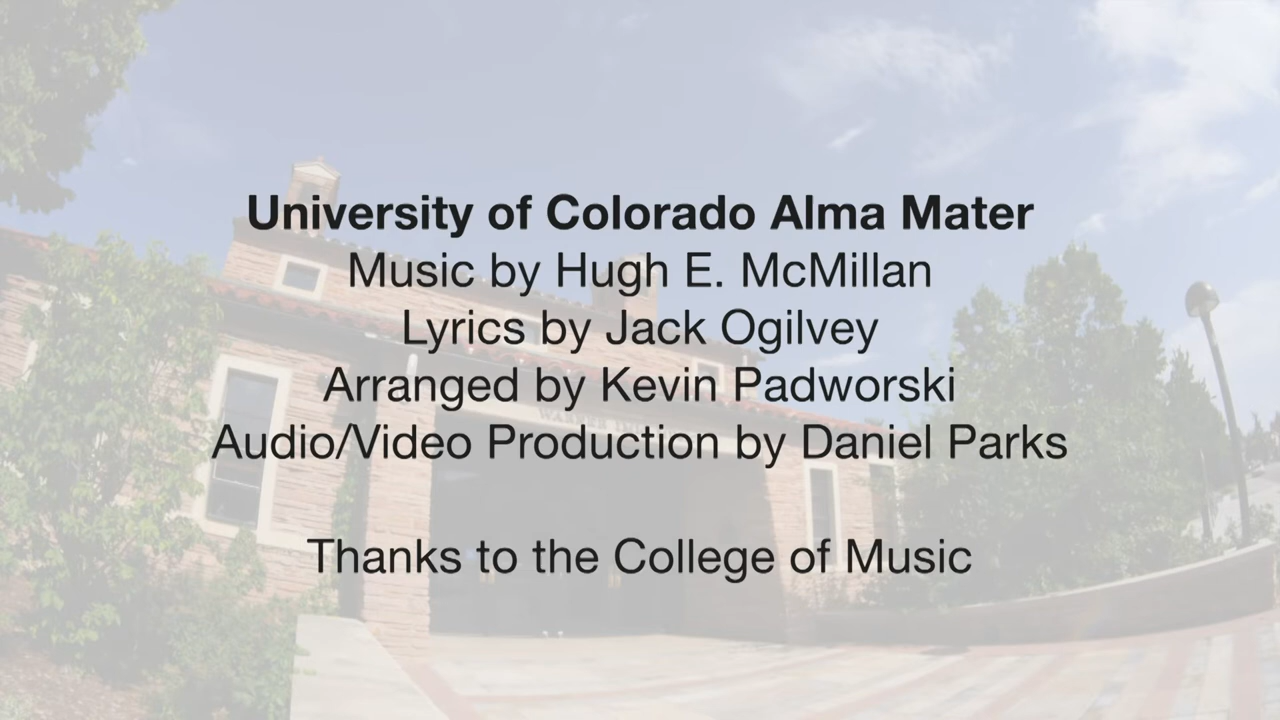 University of Colorado Alma Mater
Music by Hugh E. McMillan
Lyrics by Jack Ogilvey
Arranged by Kevin Padworski
Audio/Video Production by Daniel Parks
Thanks to the College of Music